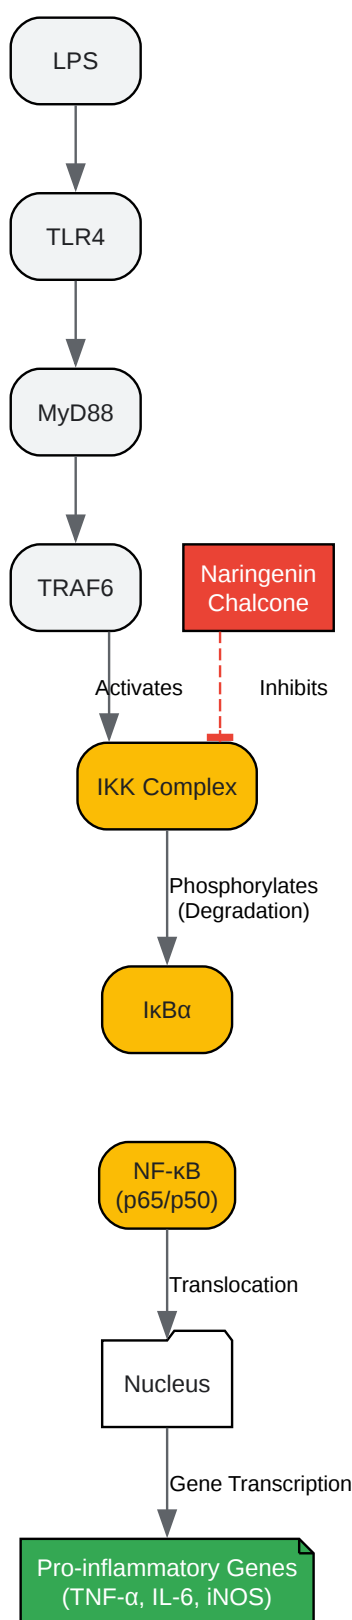 LPS
TLR4
MyD88
TRAF6
Naringenin
Chalcone
Activates
Inhibits
IKK Complex
Phosphorylates
(Degradation)
IκBα
NF-κB
(p65/p50)
Translocation
Nucleus
Gene Transcription
Pro-inflammatory Genes
(TNF-α, IL-6, iNOS)